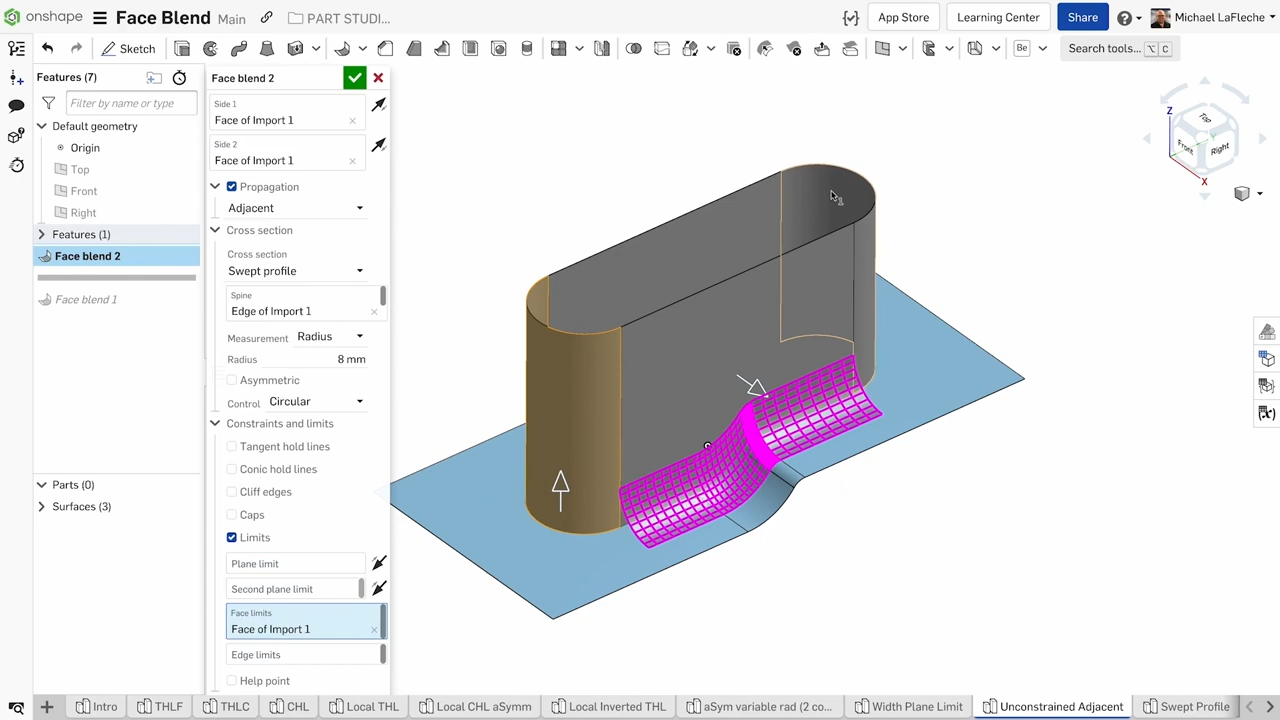 onshape
Face Blend
Main
PART STUDI...
App Store
Learning Center
Share
Michael LaFleche
Sketch
Be
Search tools...
⌥ C
Features (7)
Filter by name or type
Default geometry
Origin
Top
Front
Right
Features (1)
Face blend 2
Face blend 1
Parts (0)
Surfaces (3)
Face blend 2
Side 1
Face of Import 1
Side 2
Face of Import 1
Propagation
Adjacent
Cross section
Cross section
Swept profile
Spine
Edge of Import 1
Measurement
Radius
Radius
8 mm
Asymmetric
Control
Circular
Constraints and limits
Tangent hold lines
Conic hold lines
Cliff edges
Caps
Limits
Plane limit
Second plane limit
Face limits
Face of Import 1
Edge limits
Help point
Z
Top
Front
Right
X
Intro
THLF
THLC
CHL
Local THL
Local CHL aSymm
Local Inverted THL
aSym variable rad (2 co...
Width Plane Limit
Unconstrained Adjacent
Swept Profile